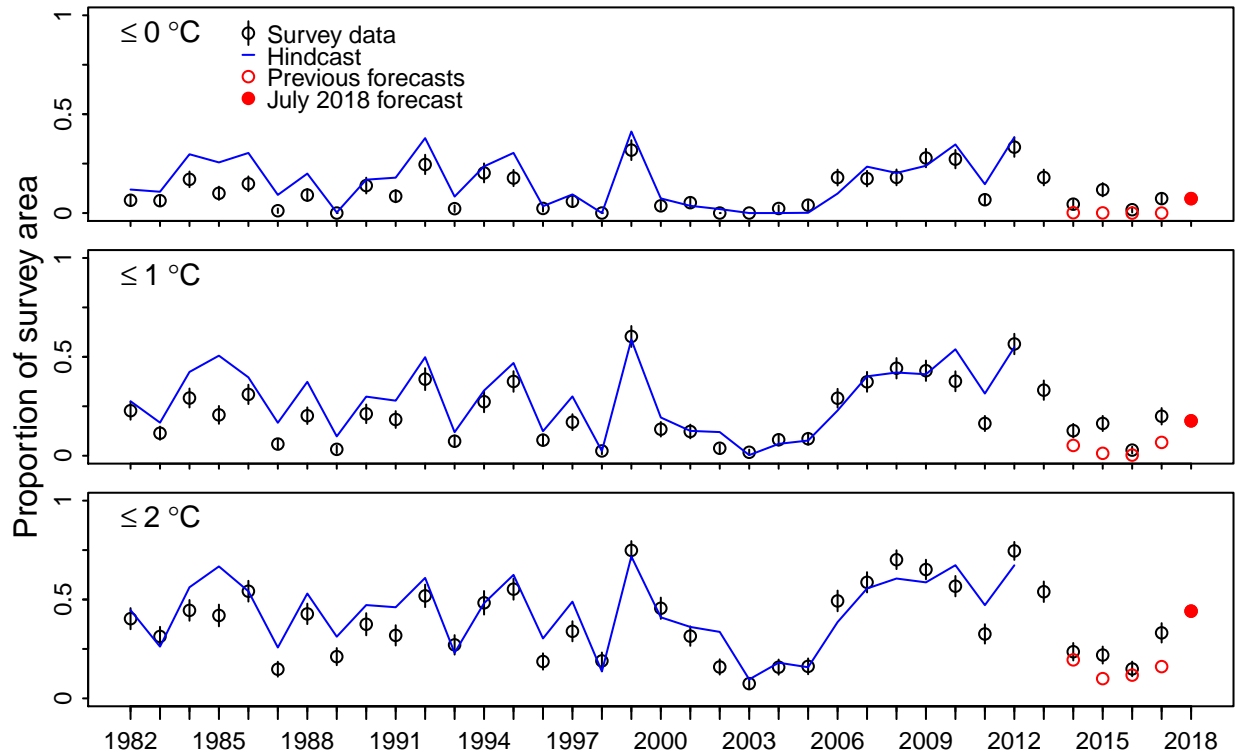 Proportion of survey area
≤ 0 °C
Survey data
Hindcast
Previous forecasts
July 2018 forecast
1
0.5
0
≤ 1 °C
1
0.5
0
≤ 2 °C
1
0.5
0
1982 1985 1988 1991 1994 1997 2000 2003 2006 2009 2012 2015 2018